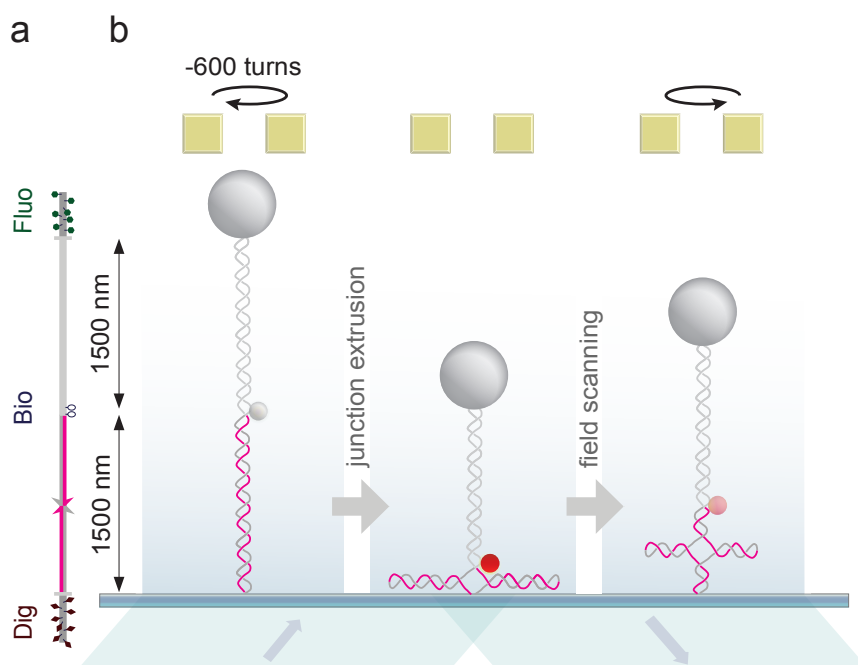 a
b
-600 turns
Fluo
1500 nm
Bio
1500 nm
Dig
junction extrusion
field scanning